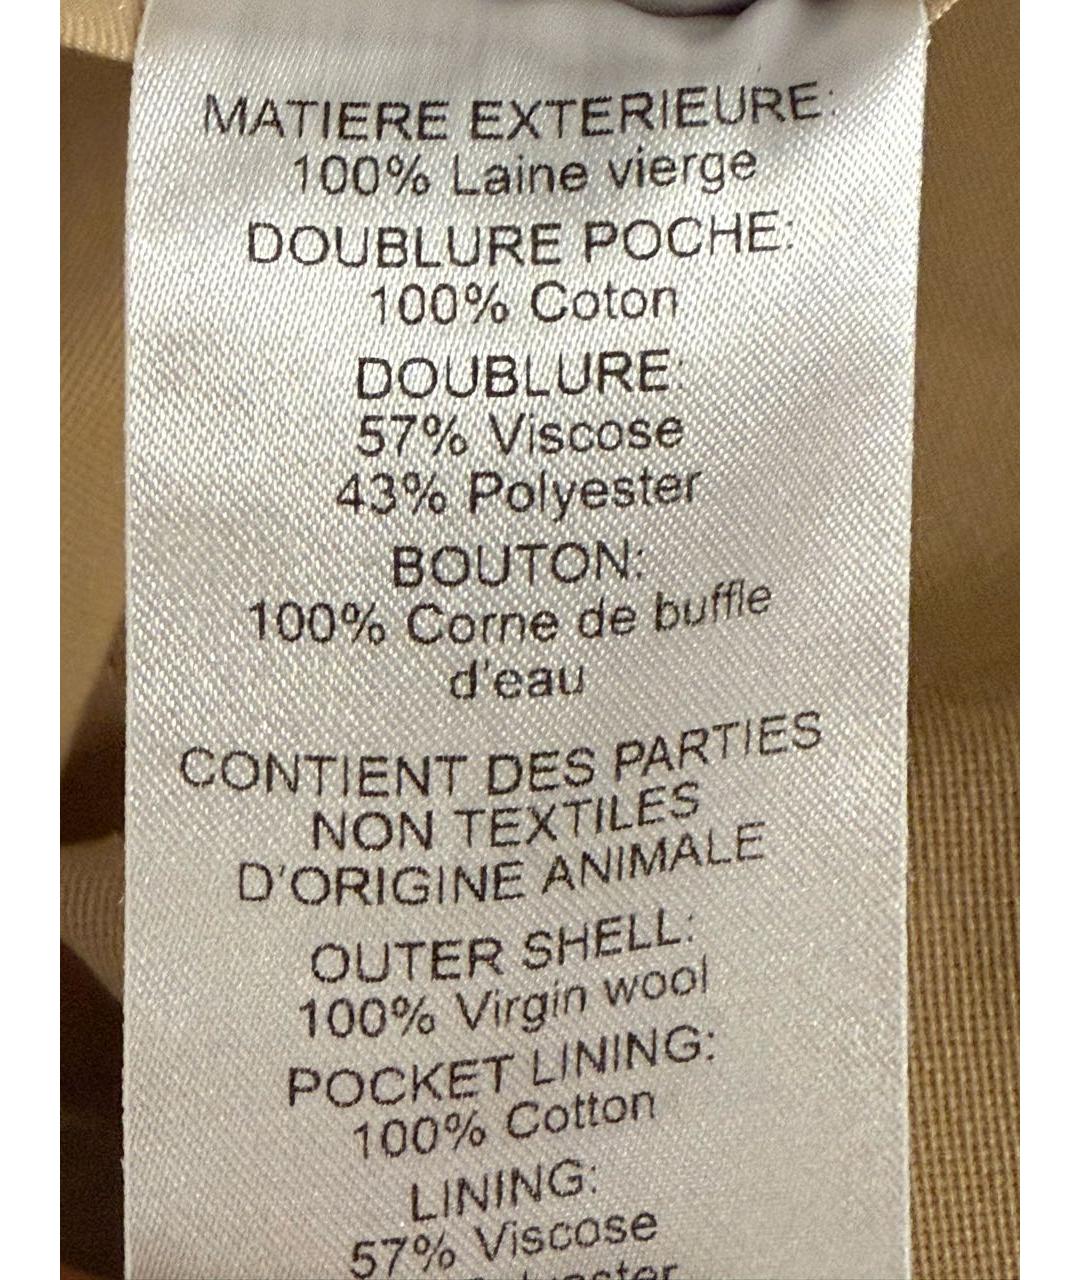 MATIERE EXTERIEURE:
100% Laine vierge
DOUBLURE POCHE:
100% Coton
DOUBLURE:
57% Viscose
43% Polyester
BOUTON:
100% Corne de buffle
d'eau
CONTIENT DES PARTIES
NON TEXTILES
D'ORIGINE ANIMALE
OUTER SHELL:
100% Virgin wool
POCKET LINING:
100% Cotton
LINING:
57% Viscose